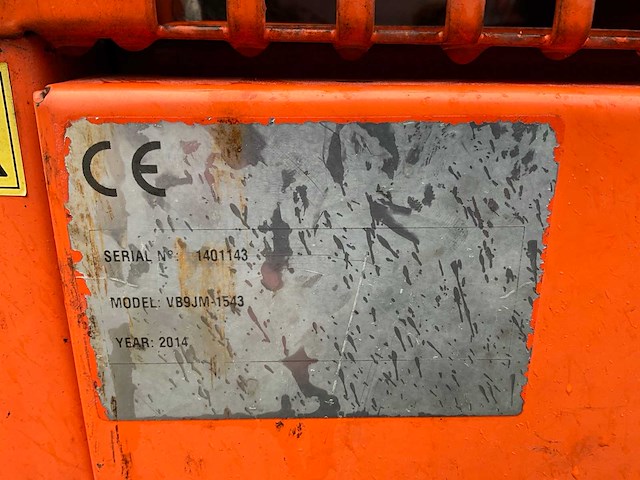 CE
SERIAL Nº: 1401143
MODEL: VB9JM-1543
YEAR: 2014